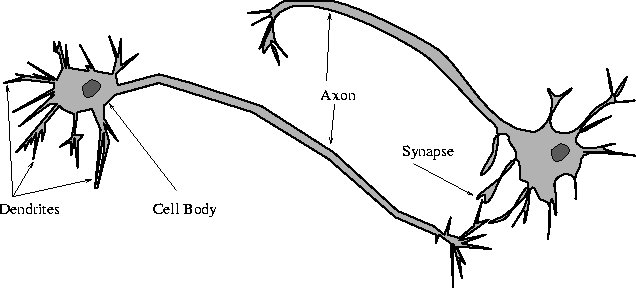 Axon
Synapse
Dendrites
Cell Body